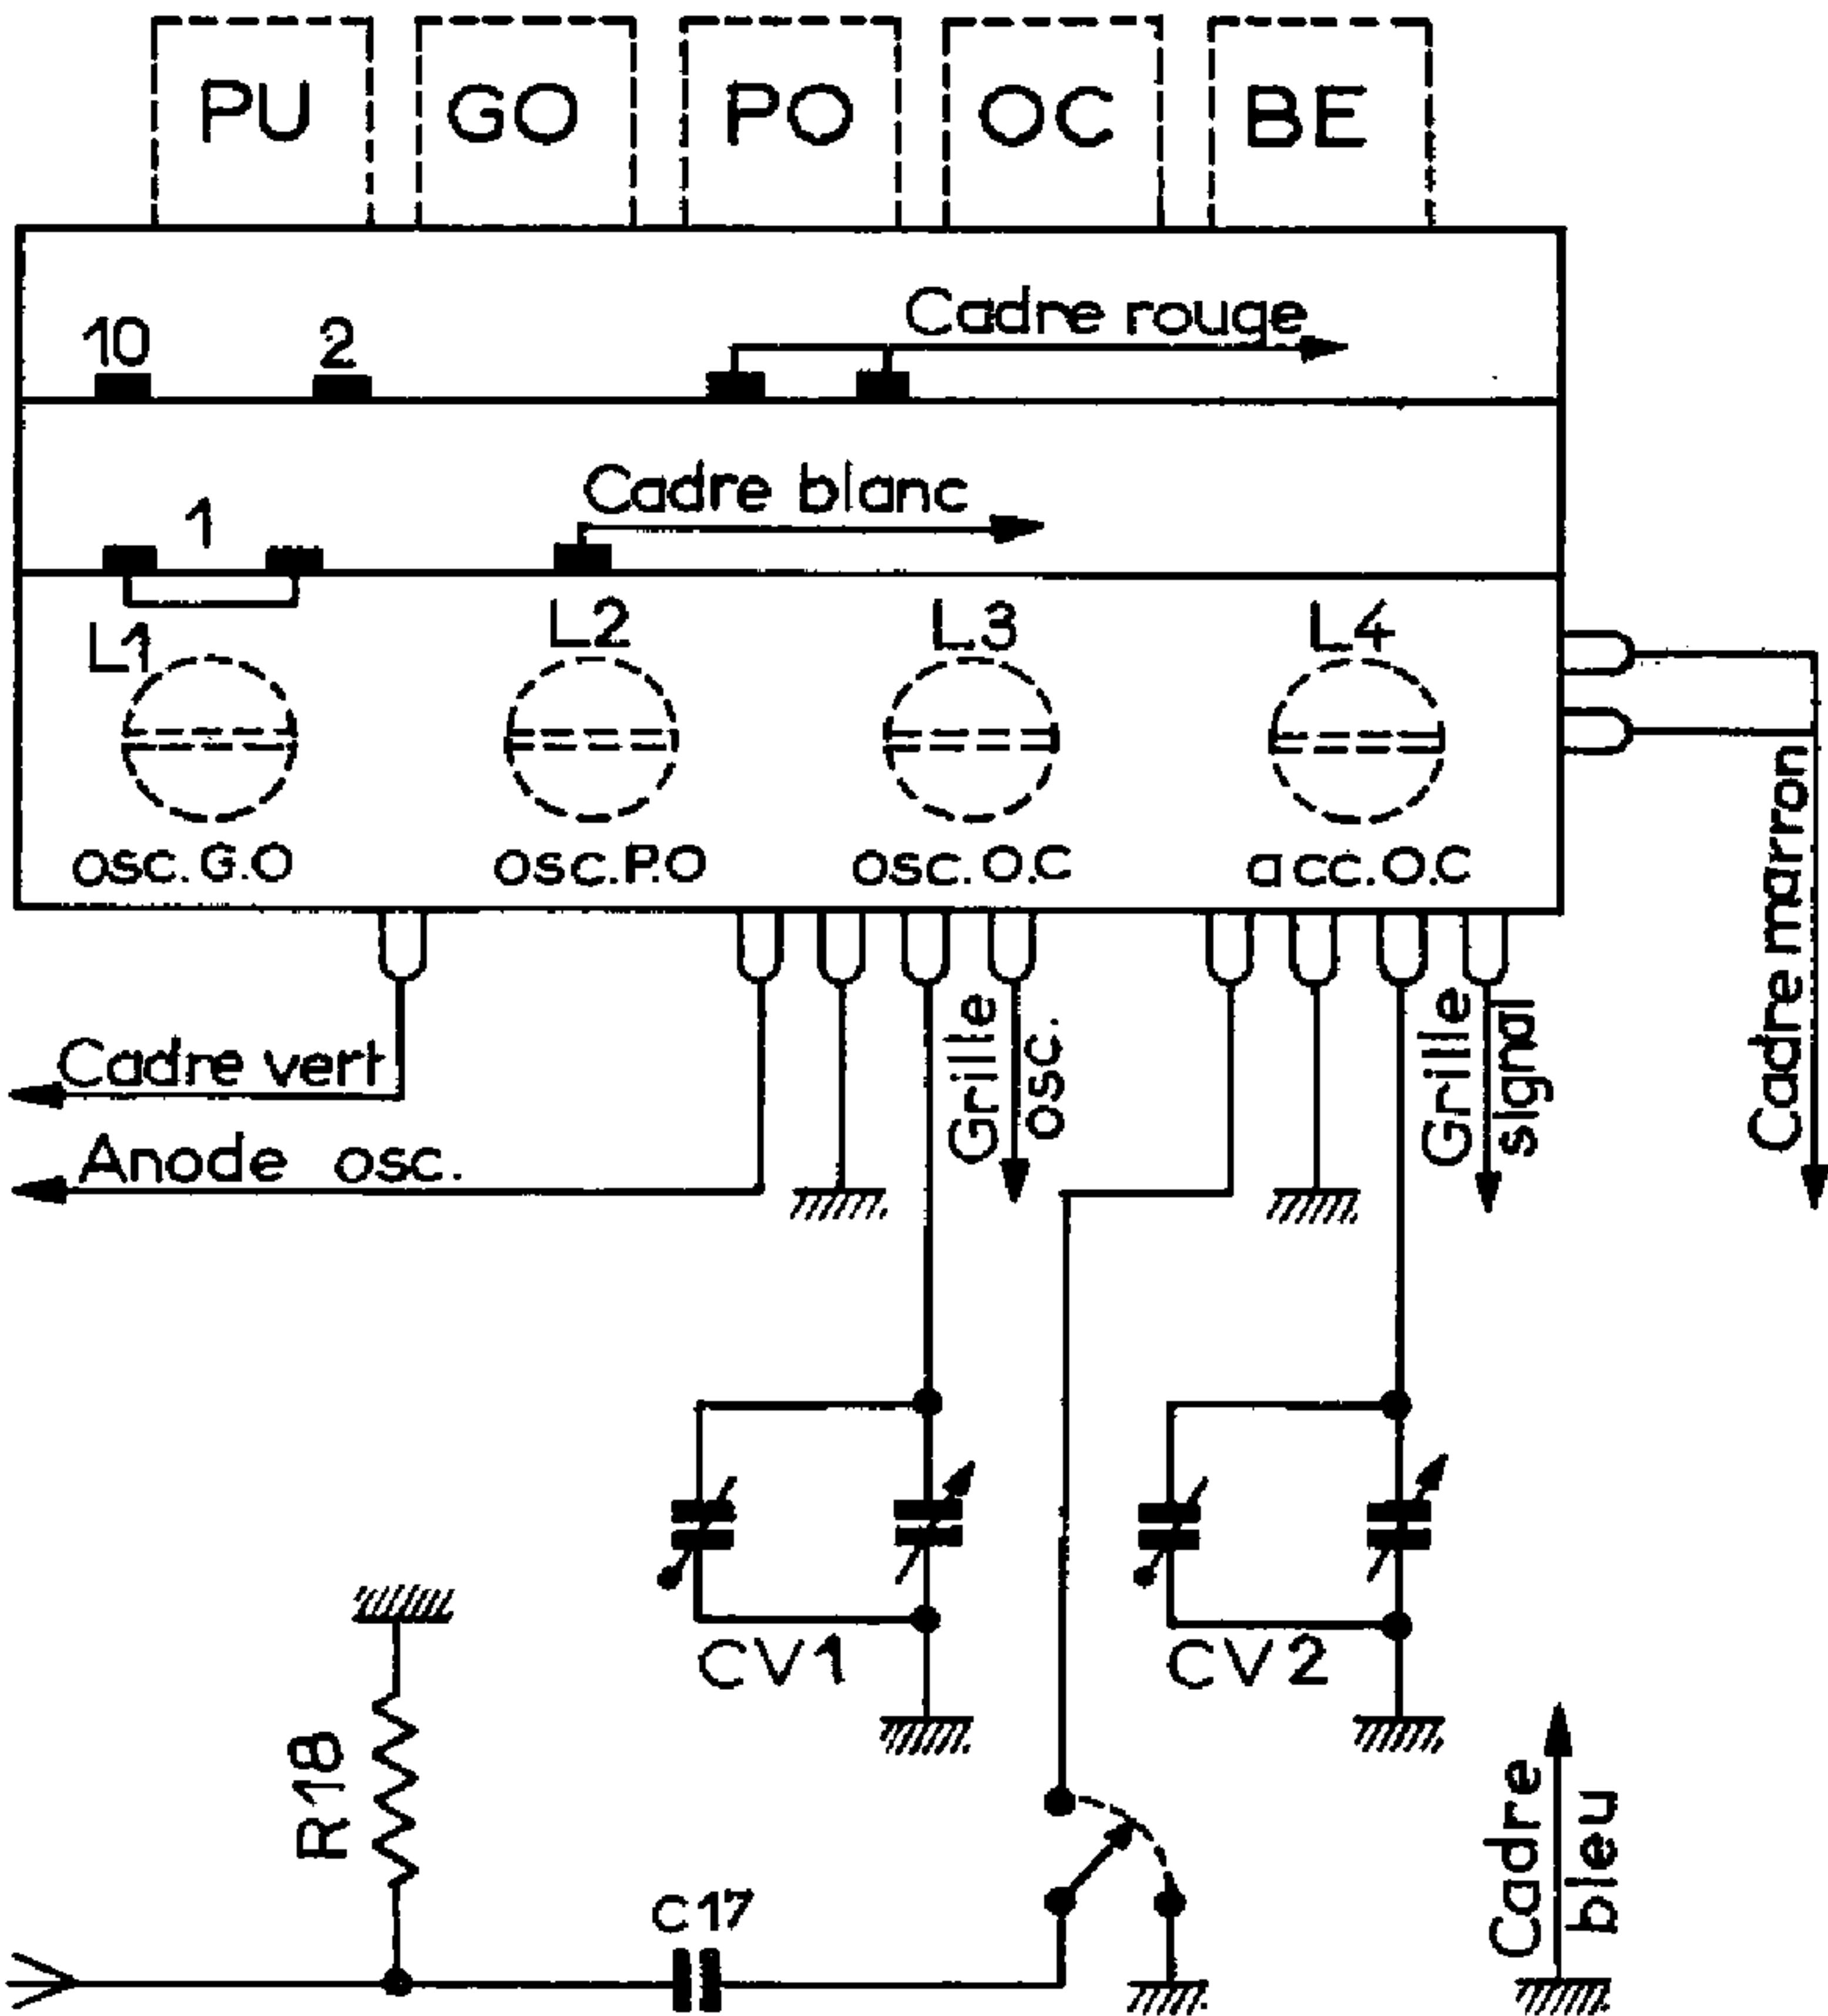 PU GO PO OC BE
Cadre rouge
10 2
Cadre blanc
1
L1 L2 L3 L4
osc.G.O osc.P.O osc.O.C acc.O.C
Cadre marron
Cadre vert
Anode osc.
Grille
osc.
Grille
signal
CV1 CV2
R18
C17
Cadre
bleu